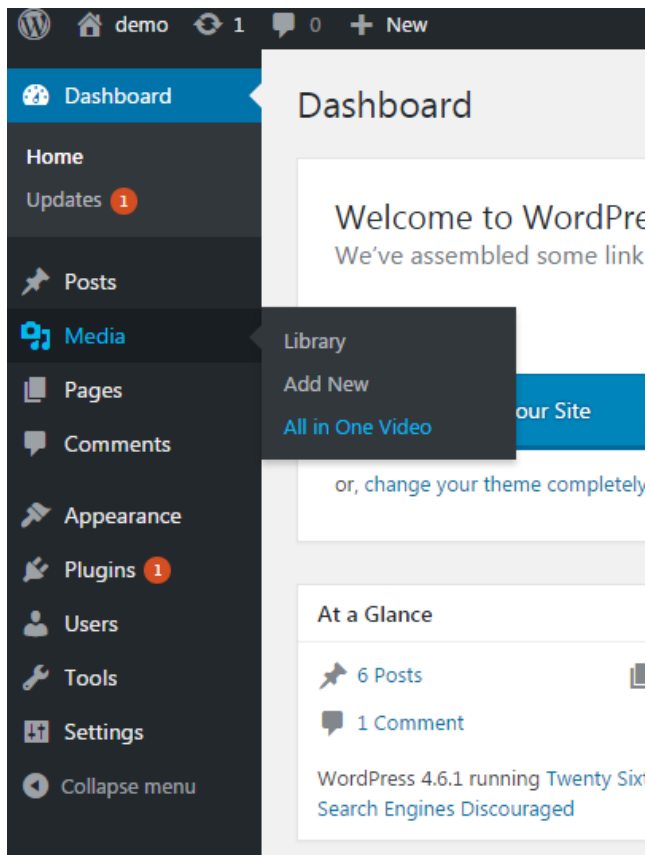 demo 1 0 New
Dashboard
Home
Updates 1
Posts
Media
Pages
Comments
Appearance
Plugins 1
Users
Tools
Settings
Collapse menu
Library
Add New
All in One Video
Dashboard
Welcome to WordPre
We've assembled some link
our Site
or, change your theme completely
At a Glance
6 Posts
1 Comment
WordPress 4.6.1 running Twenty Sixt
Search Engines Discouraged